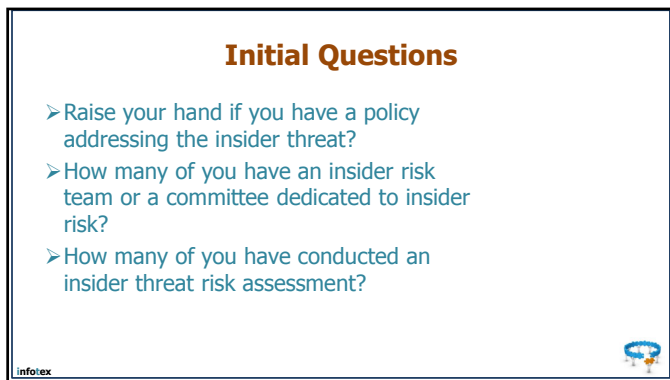 Initial Questions
➢Raise your hand if you have a policy
addressing the insider threat?
➢How many of you have an insider risk
team or a committee dedicated to insider
risk?
➢How many of you have conducted an
insider threat risk assessment?
infotex